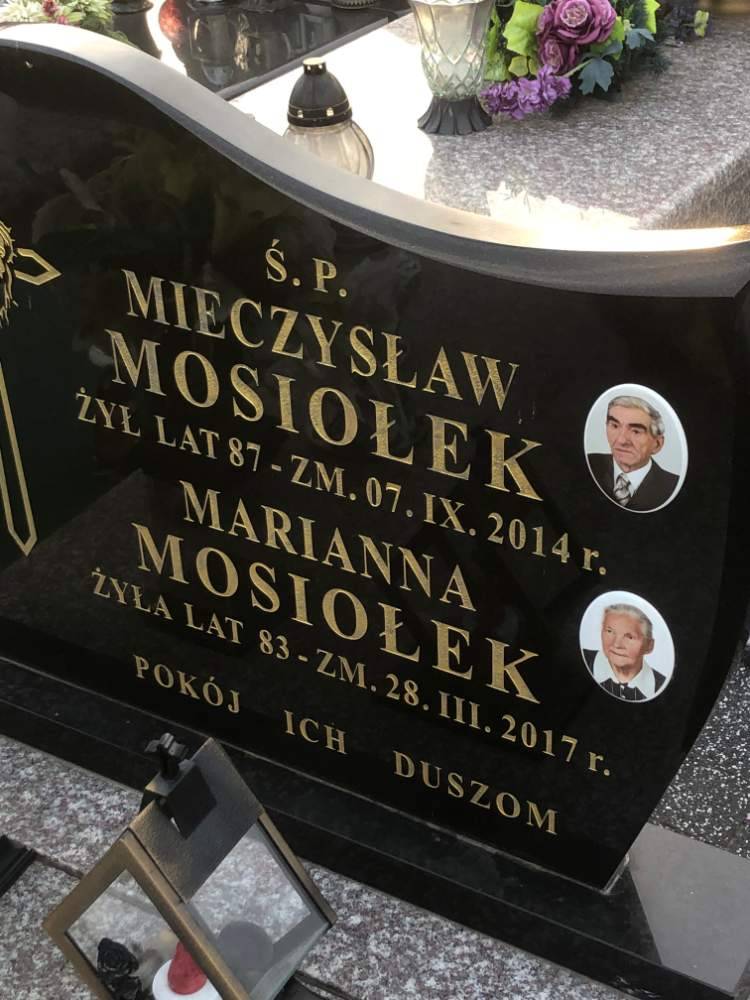 Ś.P.
MIECZYSŁAW
MOSIOŁEK
ŻYŁ LAT 87 - ZM. 07. IX. 2014 r.
MARIANNA
MOSIOŁEK
ŻYŁA LAT 83 - ZM. 28. III. 2017 r.
POKÓJ ICH DUSZOM